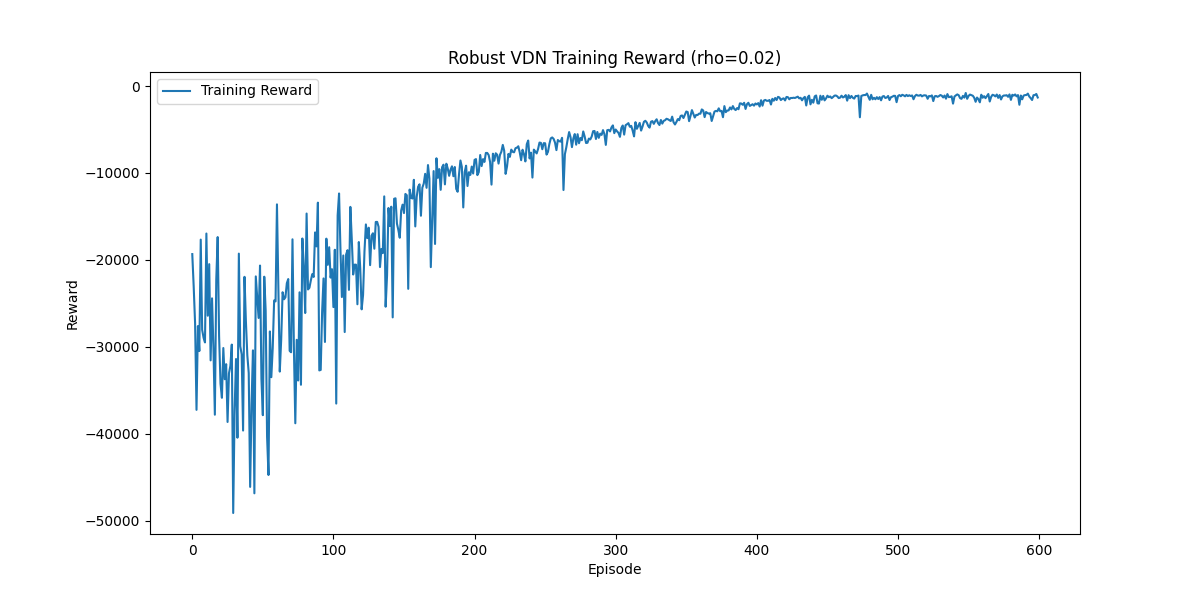 Robust VDN Training Reward (rho=0.02)
Training Reward
Reward
0
−10000
−20000
−30000
−40000
−50000
0 100 200 300 400 500 600
Episode